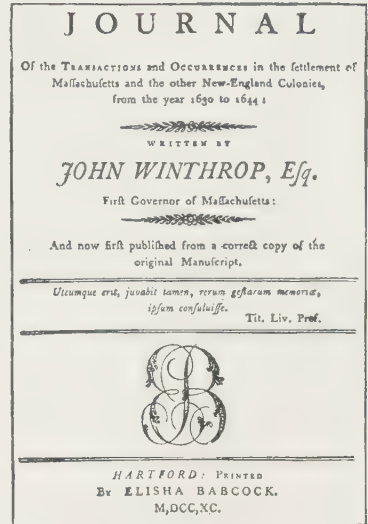 JOURNAL
Of the TRANSACTIONS and OCCURRENCES in the settlement of
Maſſachuſetts and the other New-England Colonies,
from the year 1630 to 1644:
WRITTEN BY
JOHN WINTHROP, Eſq.
Firſt Governor of Maſſachuſetts:
And now firſt publiſhed from a correct copy of the
original Manuſcript.
Utcumque erit, juvabit tamen, rerum geſtarum memoriæ,
ipſum conſuluiſſe.
Tit. Liv. Præf.
HARTFORD: PRINTED
BY ELISHA BABCOCK.
M,DCC,XC.